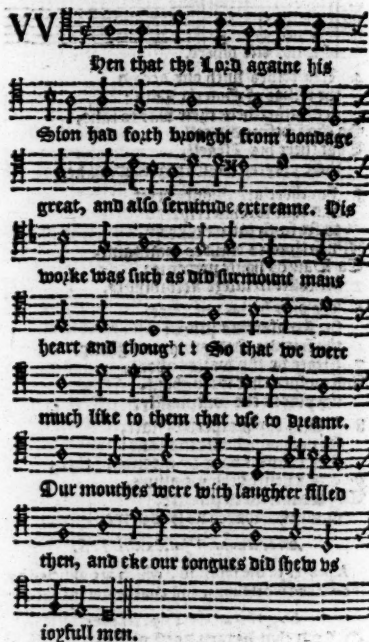 VVHen that the Lord againe his
Sion had forth brought from bondage
great, and also seruitude extreame. His
worke was such as did surmount mans
heart and thought: So that we were
much like to them that vse to dreame.
Our mouthes were with laughter filled
then, and eke our tongues did shew vs
ioyfull men.